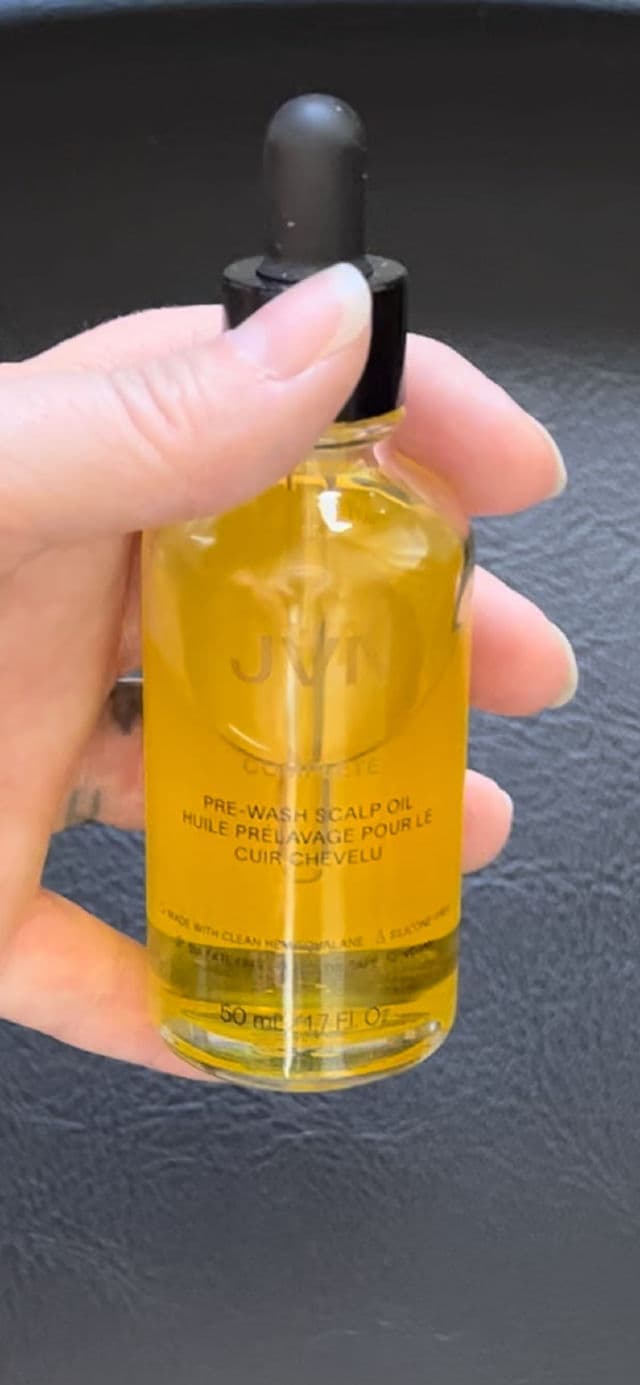 JVN
COMPLETE
PRE-WASH SCALP OIL
HUILE PRÉLAVAGE POUR LE
CUIR CHEVELU
MADE WITH CLEAN HEMISQUALANE SILICONE-FREE
50 mL / 1.7 Fl. Oz